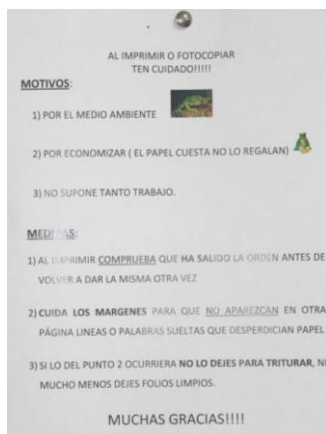 AL IMPRIMIR O FOTOCOPIAR
TEN CUIDADO!!!!!
MOTIVOS:
1) POR EL MEDIO AMBIENTE
2) POR ECONOMIZAR ( EL PAPEL CUESTA NO LO REGALAN)
3) NO SUPONE TANTO TRABAJO.
MEDIDAS:
1) AL IMPRIMIR COMPRUEBA QUE HA SALIDO LA ORDEN ANTES DE
VOLVER A DAR LA MISMA OTRA VEZ
2) CUIDA LOS MARGENES PARA QUE NO APAREZCAN EN OTRA
PÁGINA LINEAS O PALABRAS SUELTAS QUE DESPERDICIAN PAPEL
3) SI LO DEL PUNTO 2 OCURRIERA NO LO DEJES PARA TRITURAR, NI
MUCHO MENOS DEJES FOLIOS LIMPIOS.
MUCHAS GRACIAS!!!!